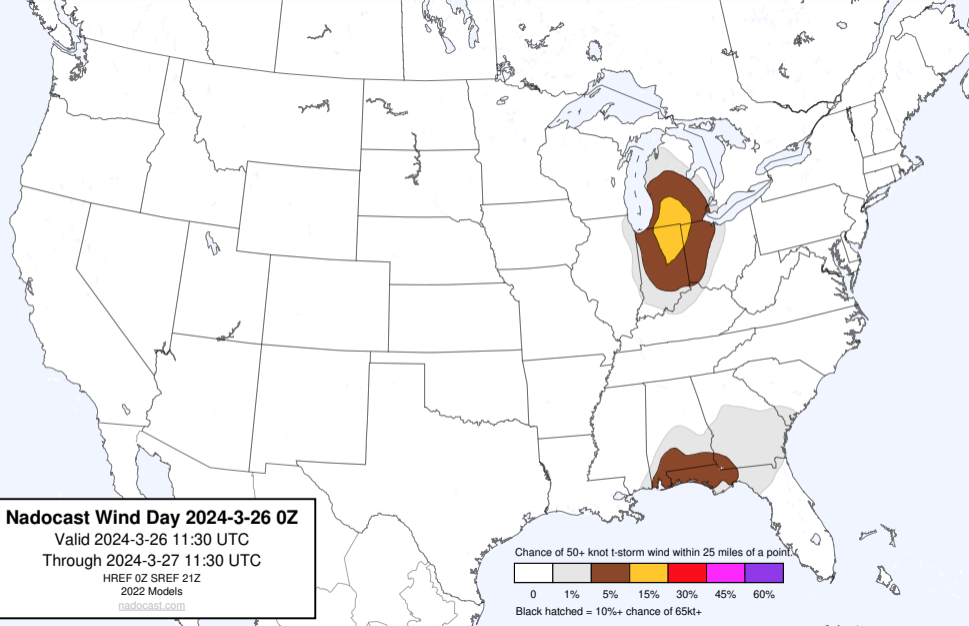 Nadocast Wind Day 2024-3-26 0Z
Valid 2024-3-26 11:30 UTC
Through 2024-3-27 11:30 UTC
HREF 0Z SREF 21Z
2022 Models
nadocast.com
Chance of 50+ knot t-storm wind within 25 miles of a point.
0 1% 5% 15% 30% 45% 60%
Black hatched = 10%+ chance of 65kt+